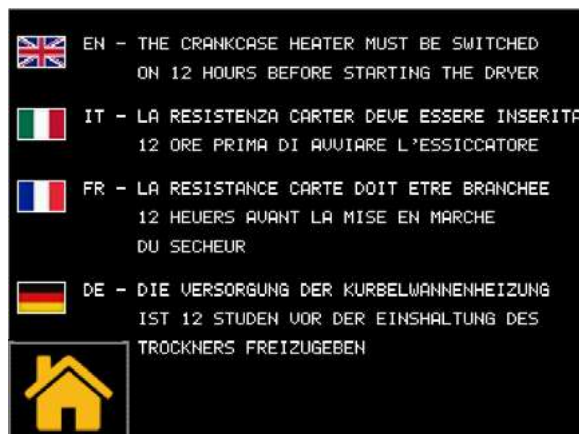 EN - THE CRANKCASE HEATER MUST BE SWITCHED
ON 12 HOURS BEFORE STARTING THE DRYER
IT - LA RESISTENZA CARTER DEVE ESSERE INSERITA
12 ORE PRIMA DI AVVIARE L'ESSICCATORE
FR - LA RESISTANCE CARTE DOIT ETRE BRANCHEE
12 HEUERS AVANT LA MISE EN MARCHE
DU SECHEUR
DE - DIE VERSORGUNG DER KURBELWANNENHEIZUNG
IST 12 STUDEN VOR DER EINSHALTUNG DES
TROCKNERS FREIZUGEBEN